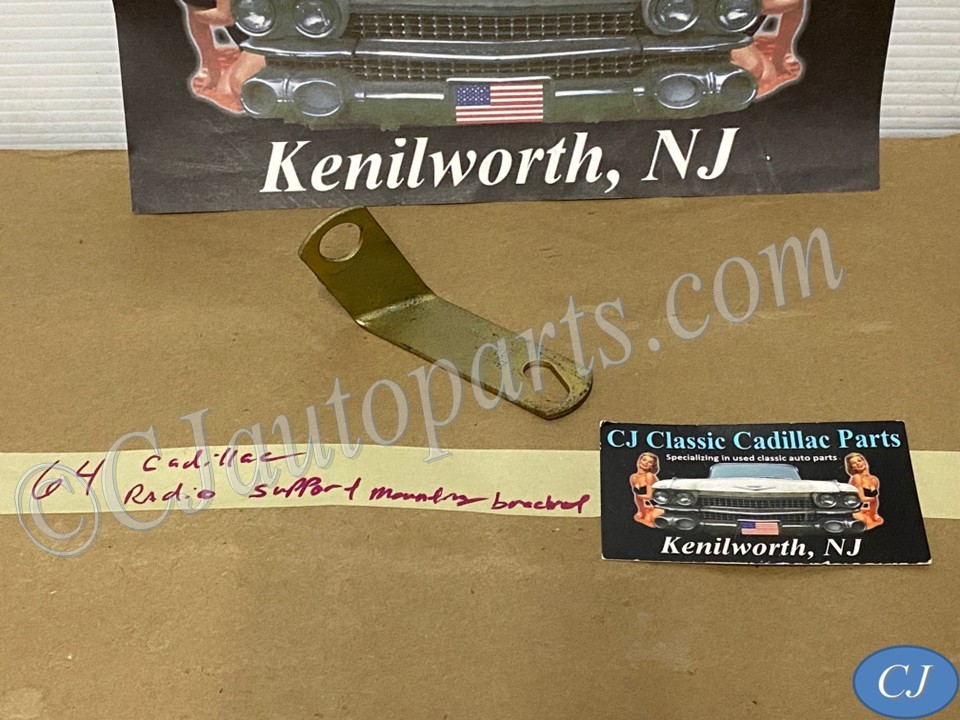 Kenilworth, NJ
©CJautoparts.com
64 Cadillac
Radio support mounting bracket
CJ Classic Cadillac Parts
Specializing in used classic auto parts
Kenilworth, NJ
CJ